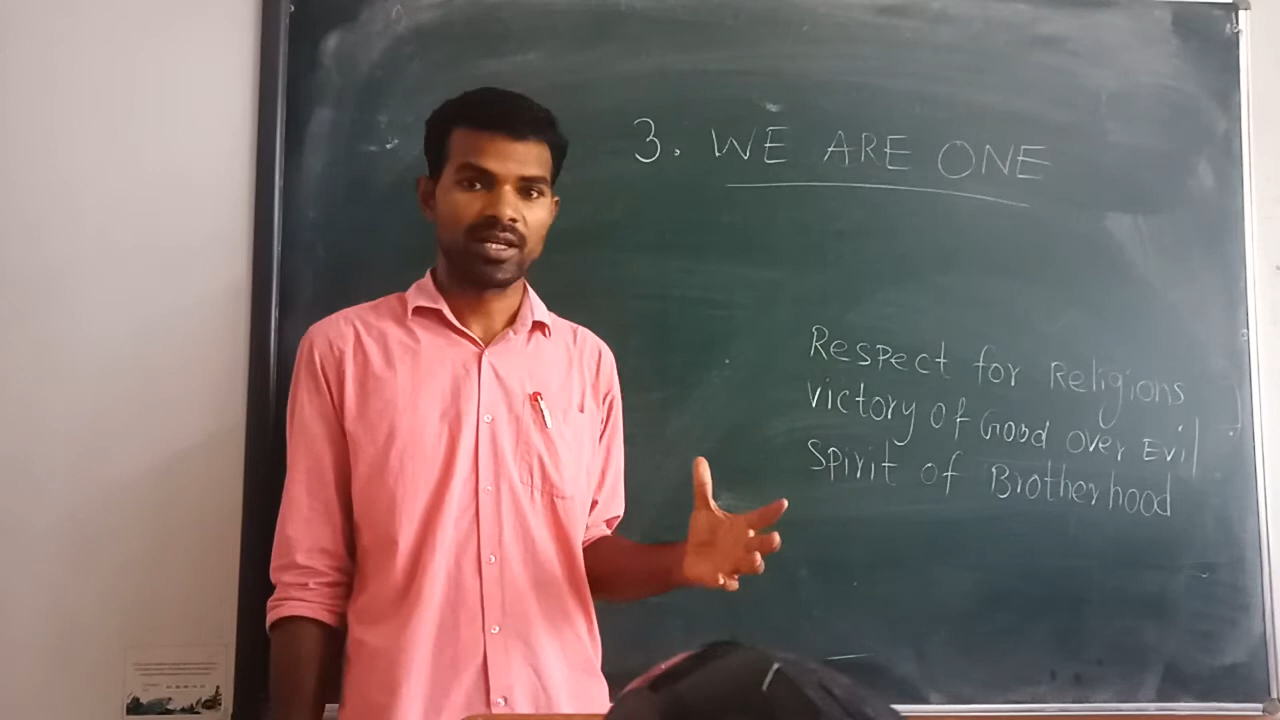 3. WE ARE ONE
Respect for Religions
Victory of Good over Evil
Spirit of Brotherhood